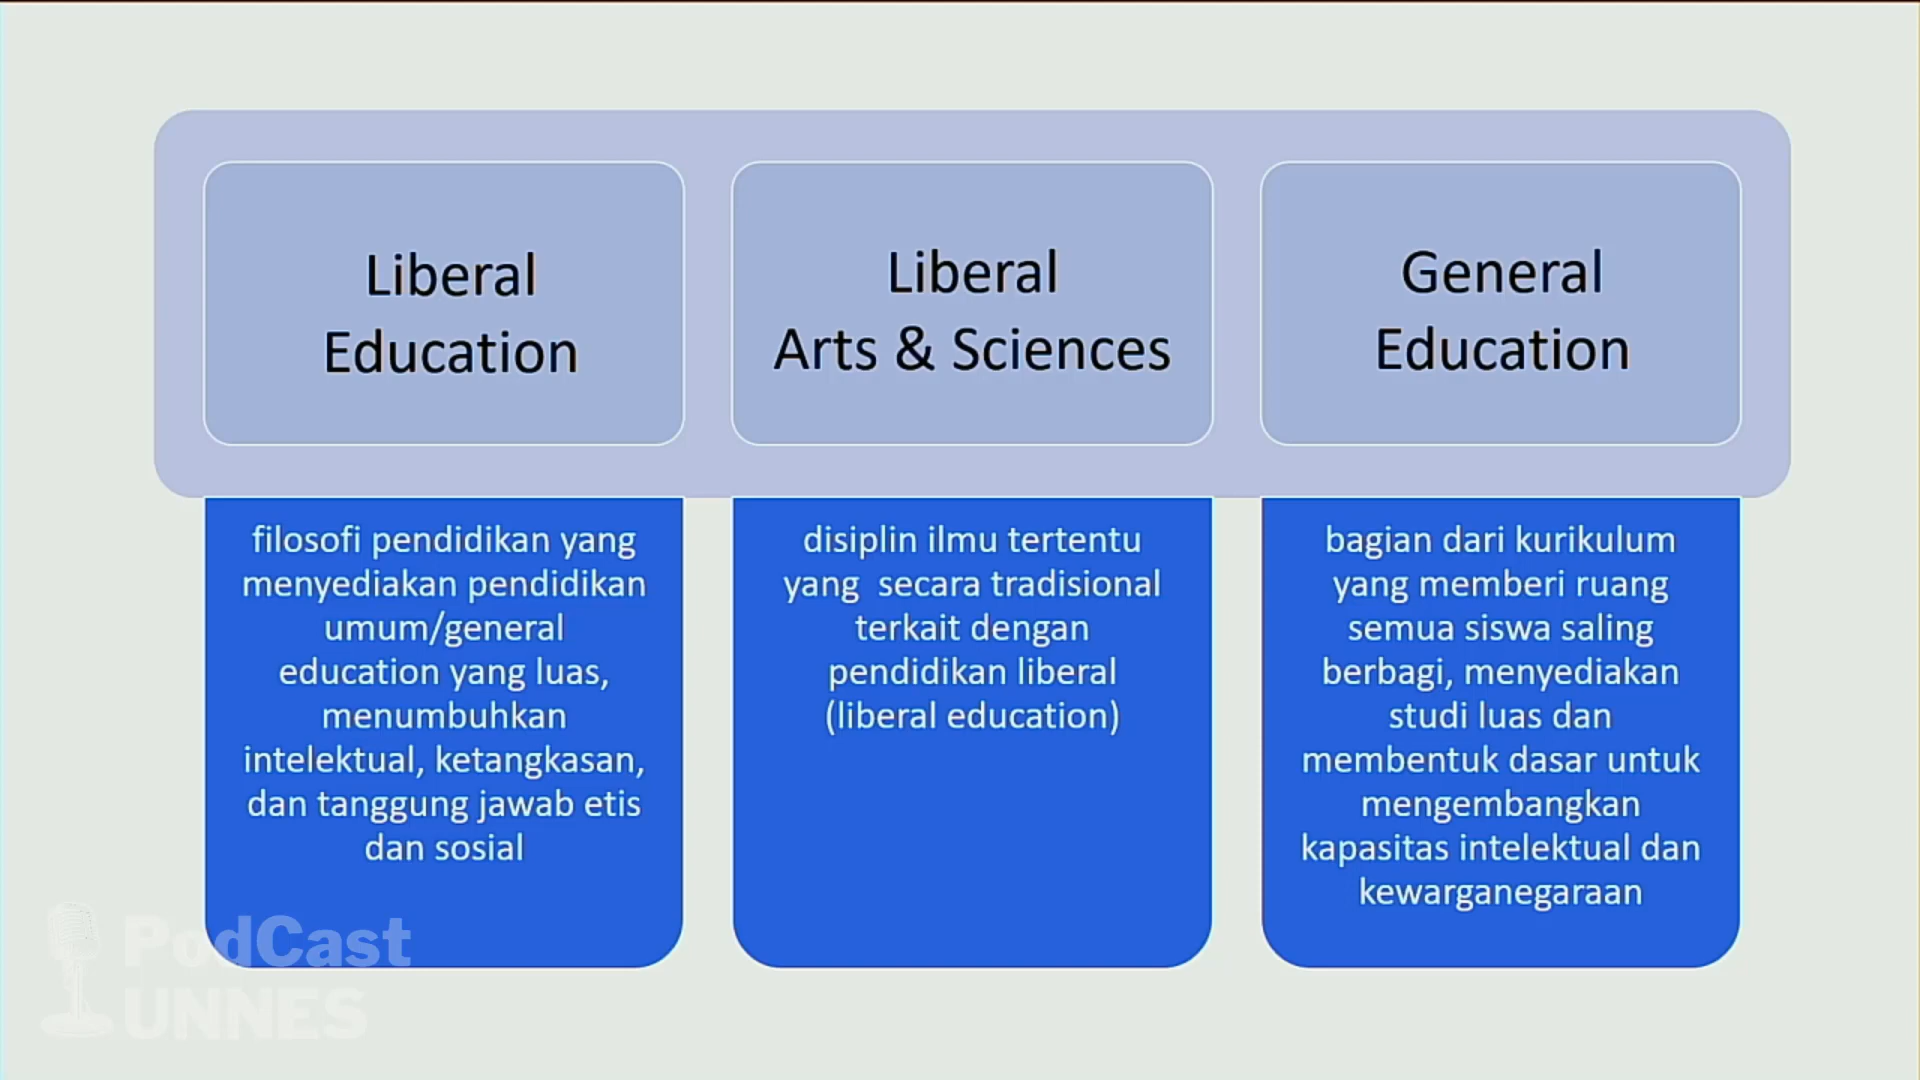 Liberal
Education
Liberal
Arts & Sciences
General
Education
filosofi pendidikan yang
menyediakan pendidikan
umum/general
education yang luas,
menumbuhkan
intelektual, ketangkasan,
dan tanggung jawab etis
dan sosial
disiplin ilmu tertentu
yang  secara tradisional
terkait dengan
pendidikan liberal
(liberal education)
bagian dari kurikulum
yang memberi ruang
semua siswa saling
berbagi, menyediakan
studi luas dan
membentuk dasar untuk
mengembangkan
kapasitas intelektual dan
kewarganegaraan
PodCast
UNNES